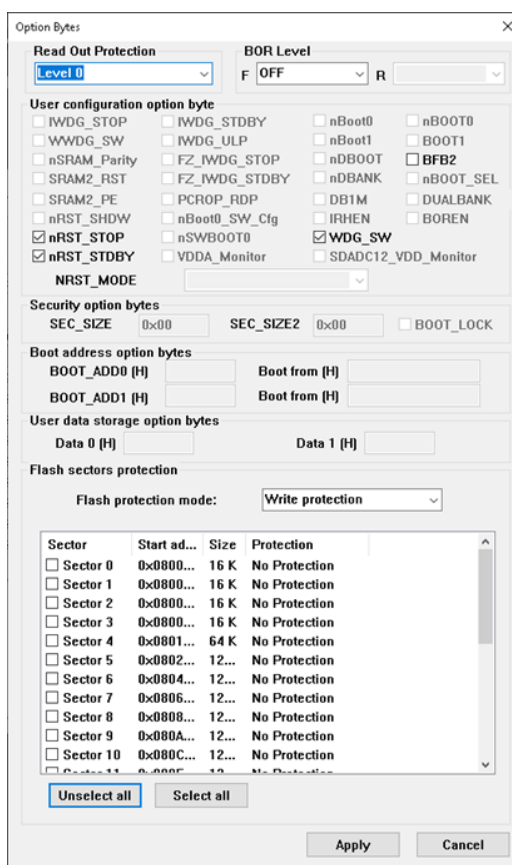 Option Bytes
Read Out Protection BOR Level
Level 0 F OFF R
User configuration option byte
IWDG_STOP IWDG_STDBY nBoot0 nBOOT0
WWDG_SW IWDG_ULP nBoot1 BOOT1
nSRAM_Parity FZ_IWDG_STOP nDBOOT BFB2
SRAM2_RST FZ_IWDG_STDBY nDBANK nBOOT_SEL
SRAM2_PE PCROP_RDP DB1M DUALBANK
nRST_SHDW nBoot0_SW_Cfg IRHEN BOREN
nRST_STOP nSWBOOT0 WDG_SW
nRST_STDBY VDDA_Monitor SDADC12_VDD_Monitor
NRST_MODE
Security option bytes
SEC_SIZE 0x00 SEC_SIZE2 0x00 BOOT_LOCK
Boot address option bytes
BOOT_ADD0 (H) Boot from (H)
BOOT_ADD1 (H) Boot from (H)
User data storage option bytes
Data 0 (H) Data 1 (H)
Flash sectors protection
Flash protection mode: Write protection
Sector Start ad... Size Protection
Sector 0 0x0800... 16 K No Protection
Sector 1 0x0800... 16 K No Protection
Sector 2 0x0800... 16 K No Protection
Sector 3 0x0800... 16 K No Protection
Sector 4 0x0801... 64 K No Protection
Sector 5 0x0802... 12... No Protection
Sector 6 0x0804... 12... No Protection
Sector 7 0x0806... 12... No Protection
Sector 8 0x0808... 12... No Protection
Sector 9 0x080A... 12... No Protection
Sector 10 0x080C... 12... No Protection
Unselect all Select all
Apply Cancel